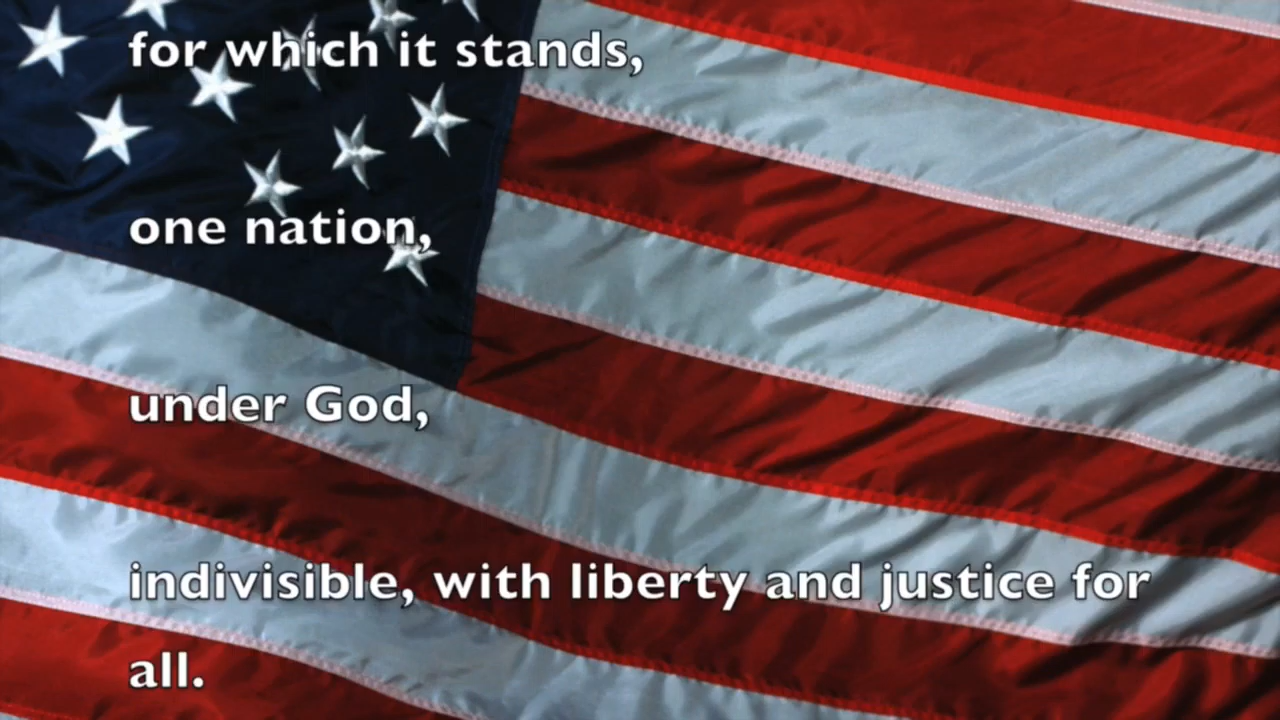 for which it stands,
one nation,
under God,
indivisible, with liberty and justice for
all.